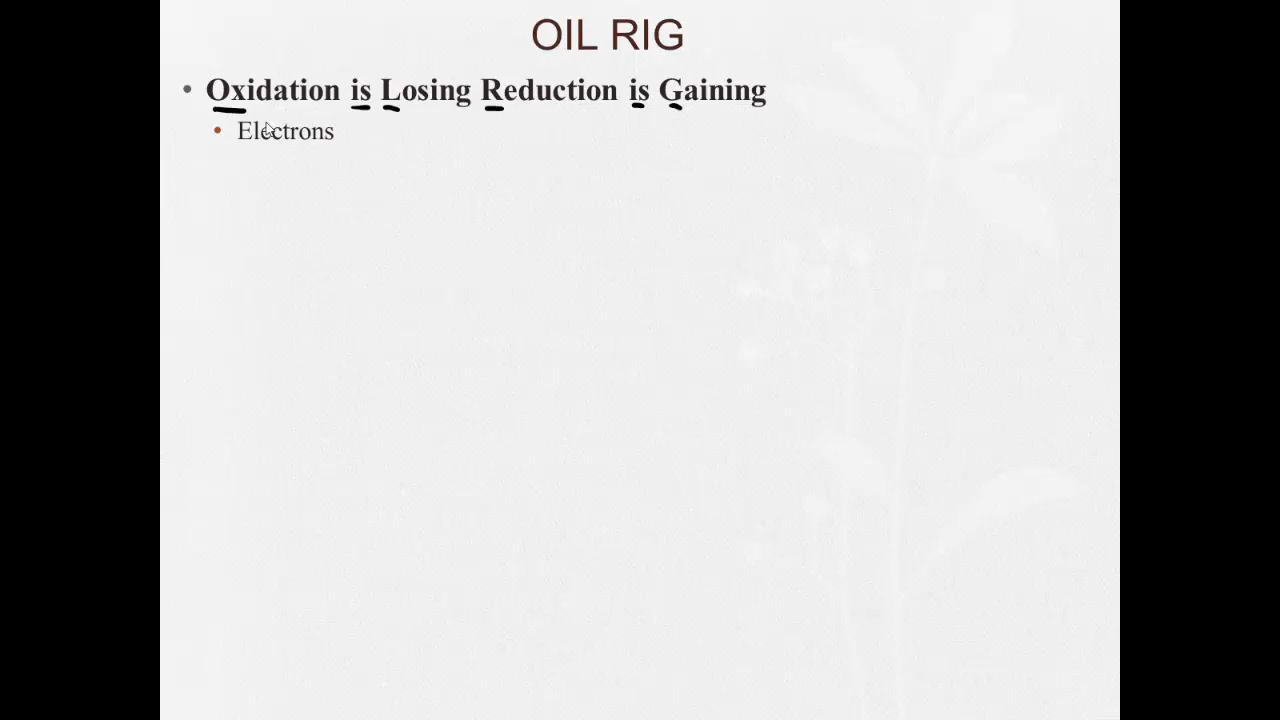 OIL RIG
• Oxidation is Losing Reduction is Gaining
• Electrons